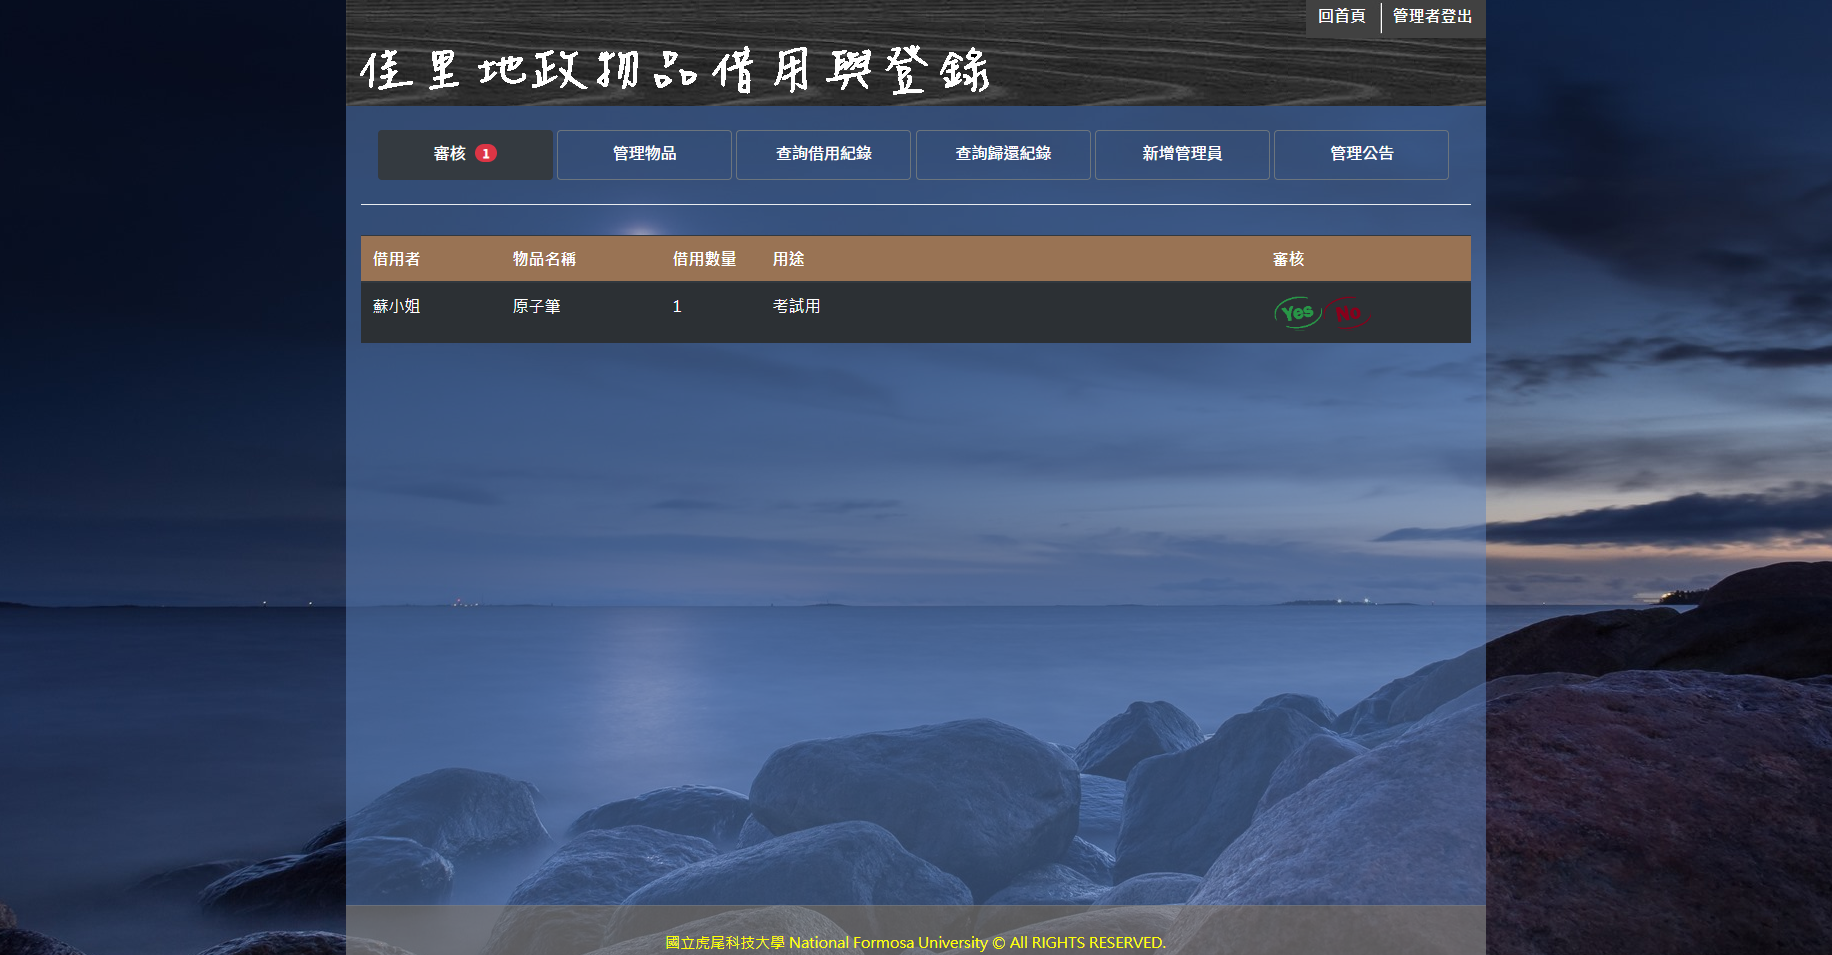 回首頁 管理者登出
佳里地政物品借用與登錄
審核 1 管理物品 查詢借用紀錄 查詢歸還紀錄 新增管理員 管理公告
借用者 物品名稱 借用數量 用途 審核
蘇小姐 原子筆 1 考試用 Yes No
國立虎尾科技大學 National Formosa University © All RIGHTS RESERVED.